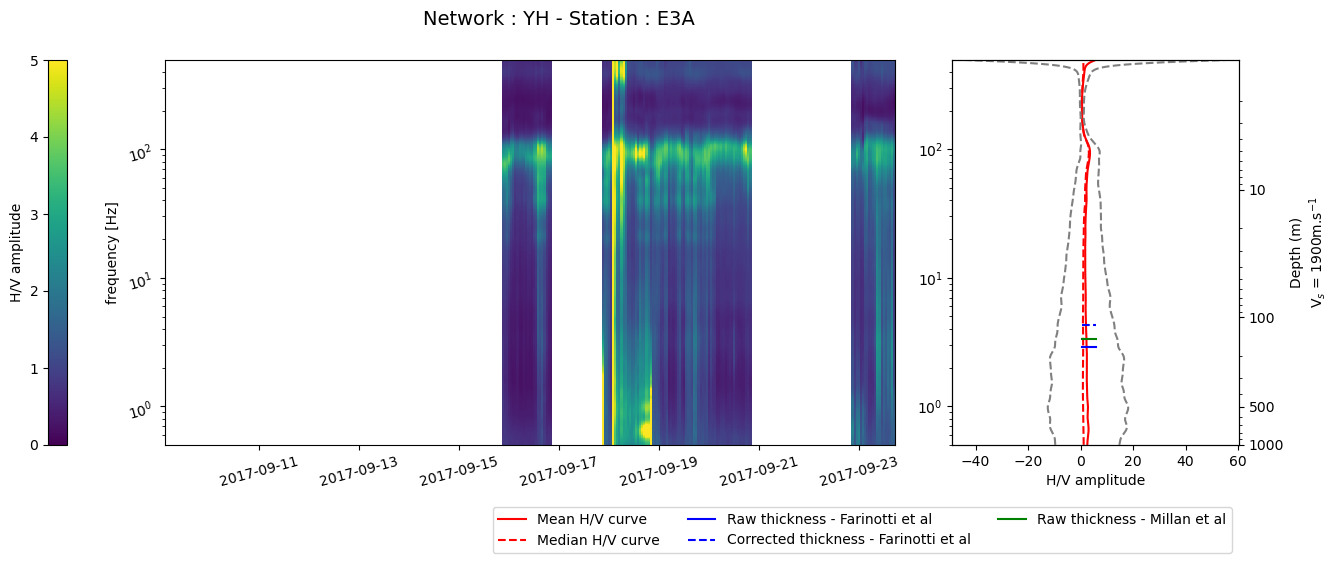 Network : YH - Station : E3A
5
4
3
2
1
0
H/V amplitude
10²
10¹
10⁰
frequency [Hz]
2017-09-11
2017-09-13
2017-09-15
2017-09-17
2017-09-19
2017-09-21
2017-09-23
10²
10¹
10⁰
−40
−20
0
20
40
60
H/V amplitude
10
100
500
1000
Depth (m)
Vₛ = 1900m.s⁻¹
Mean H/V curve
Median H/V curve
Raw thickness - Farinotti et al
Corrected thickness - Farinotti et al
Raw thickness - Millan et al